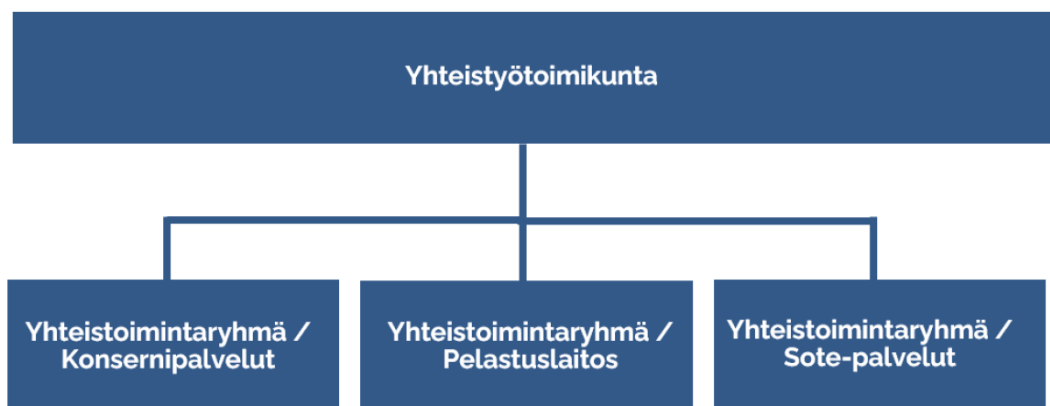 Yhteistyötoimikunta
Yhteistoimintaryhmä /
Konsernipalvelut
Yhteistoimintaryhmä /
Pelastuslaitos
Yhteistoimintaryhmä /
Sote-palvelut